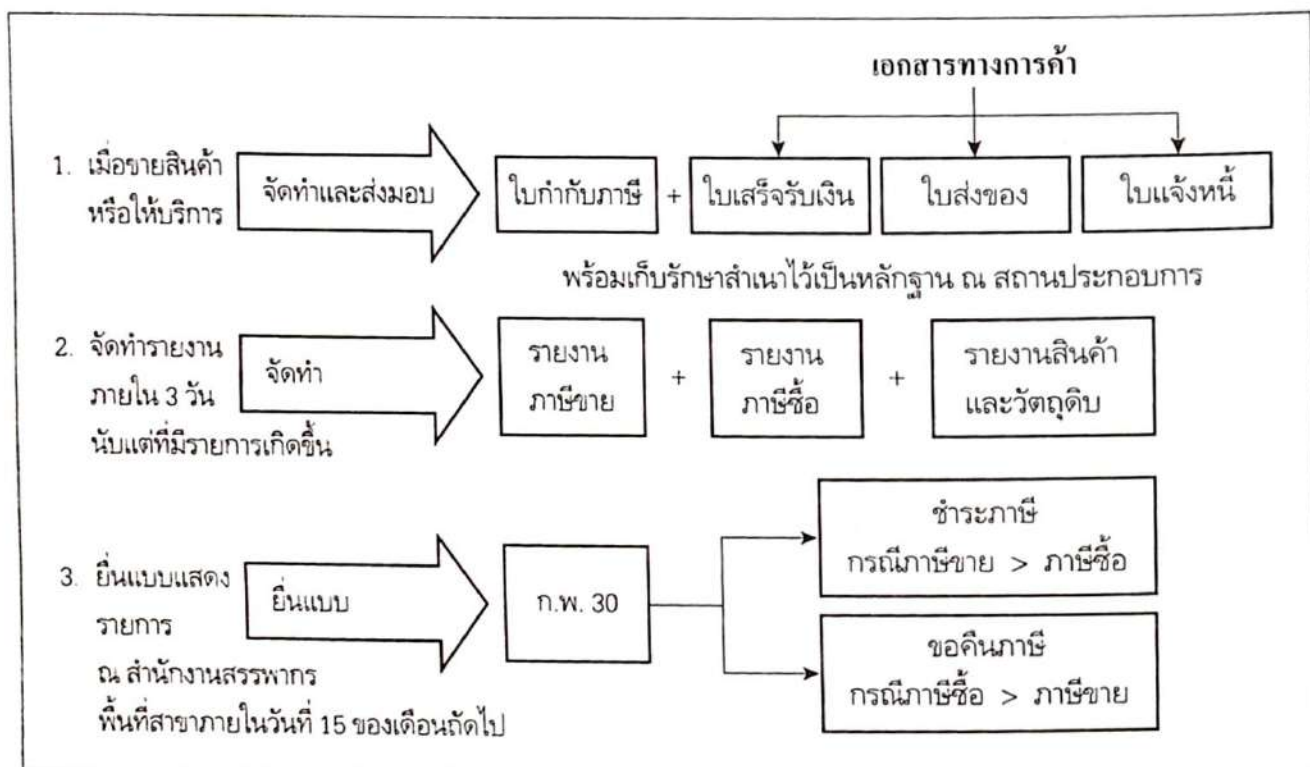 เอกสารทางการค้า
1. เมื่อขายสินค้า
หรือให้บริการ
จัดทำและส่งมอบ
ใบกำกับภาษี + ใบเสร็จรับเงิน ใบส่งของ ใบแจ้งหนี้
พร้อมเก็บรักษาสำเนาไว้เป็นหลักฐาน ณ สถานประกอบการ
2. จัดทำรายงาน
ภายใน 3 วัน
นับแต่ที่มีรายการเกิดขึ้น
จัดทำ
รายงาน
ภาษีขาย
+
รายงาน
ภาษีซื้อ
+
รายงานสินค้า
และวัตถุดิบ
3. ยื่นแบบแสดง
รายการ
ณ สำนักงานสรรพากร
พื้นที่สาขาภายในวันที่ 15 ของเดือนถัดไป
ยื่นแบบ
ภ.พ. 30
ชำระภาษี
กรณีภาษีขาย > ภาษีซื้อ
ขอคืนภาษี
กรณีภาษีซื้อ > ภาษีขาย